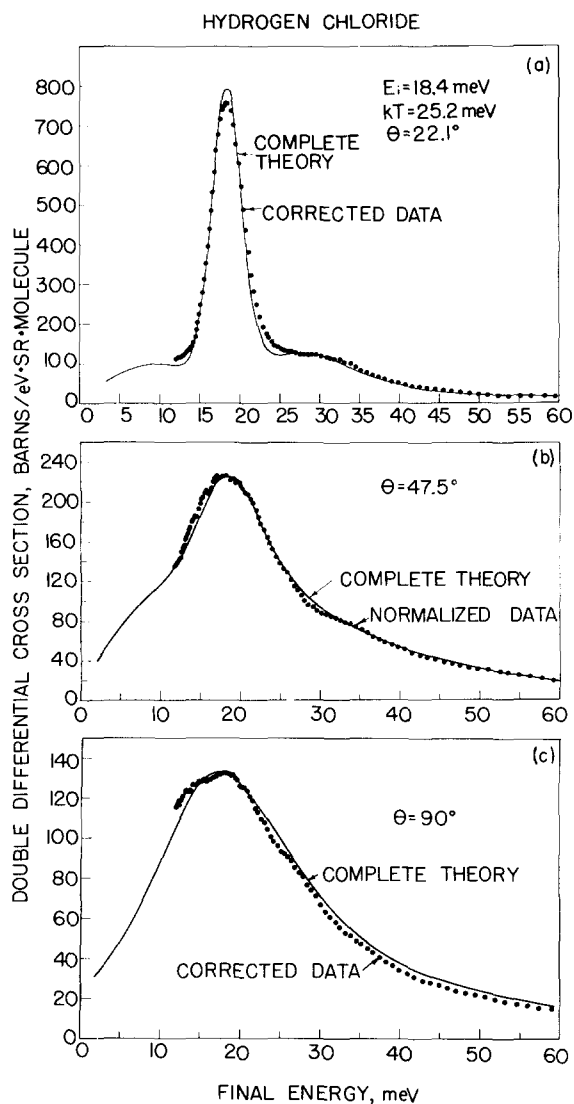 HYDROGEN CHLORIDE
DOUBLE DIFFERENTIAL CROSS SECTION, BARNS/eV·SR·MOLECULE
(a)
Ei=18.4 meV
kT=25.2 meV
Θ=22.1°
COMPLETE THEORY
CORRECTED DATA
800
700
600
500
400
300
200
100
0
0 5 10 15 20 25 30 35 40 45 50 55 60
(b)
Θ=47.5°
COMPLETE THEORY
NORMALIZED DATA
240
200
160
120
80
40
0
0 10 20 30 40 50 60
(c)
Θ=90°
COMPLETE THEORY
CORRECTED DATA
140
120
100
80
60
40
20
0
0 10 20 30 40 50 60
FINAL ENERGY, meV